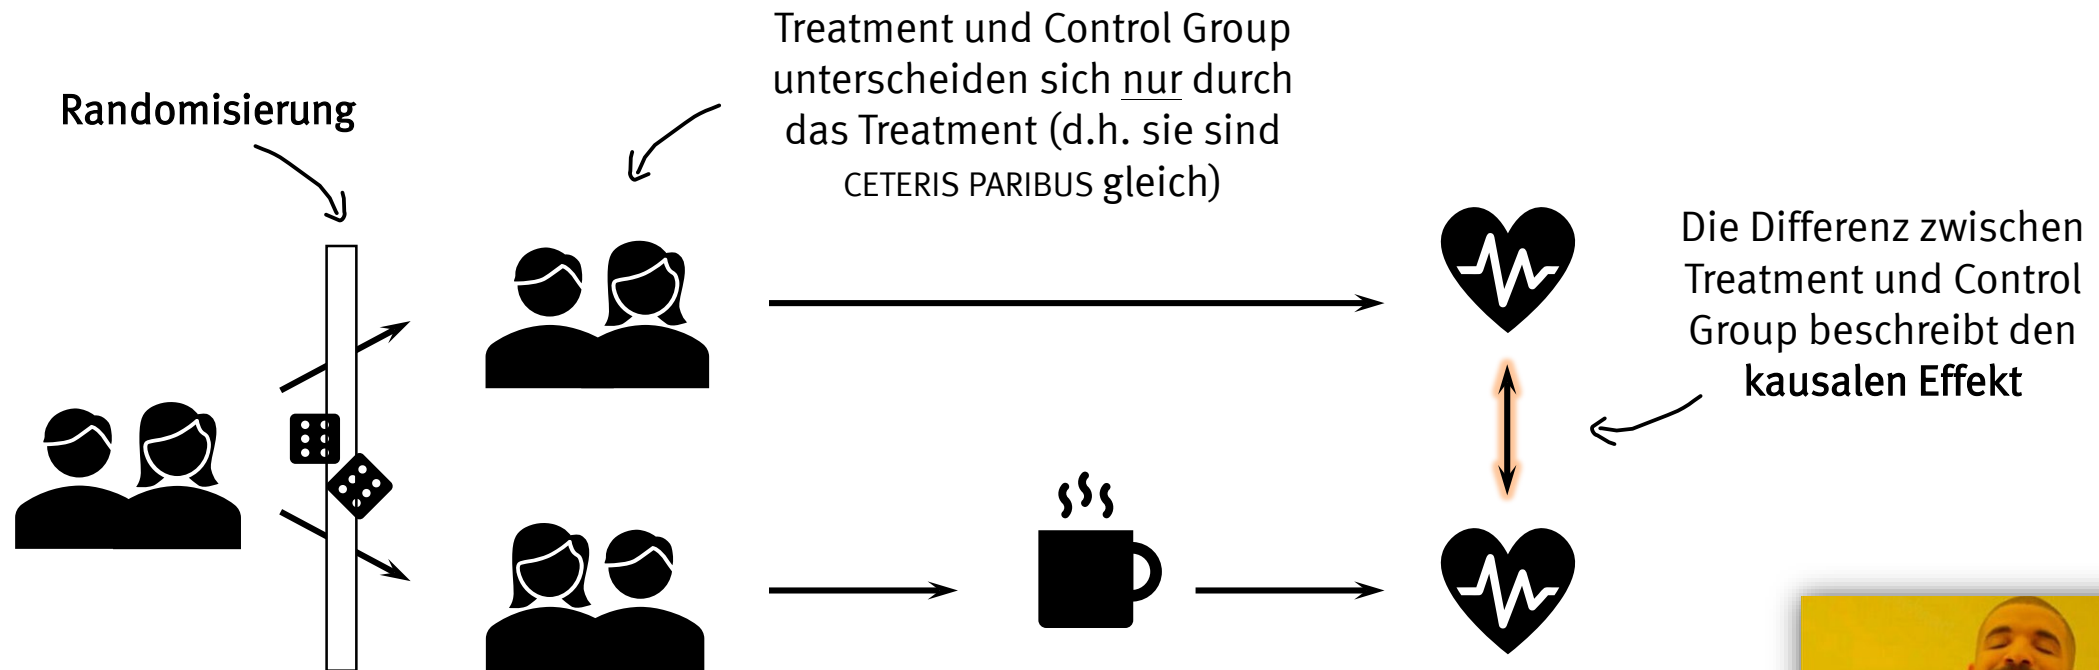 Randomisierung
Treatment und Control Group
unterscheiden sich nur durch
das Treatment (d.h. sie sind
CETERIS PARIBUS gleich)
Die Differenz zwischen
Treatment und Control
Group beschreibt den
kausalen Effekt